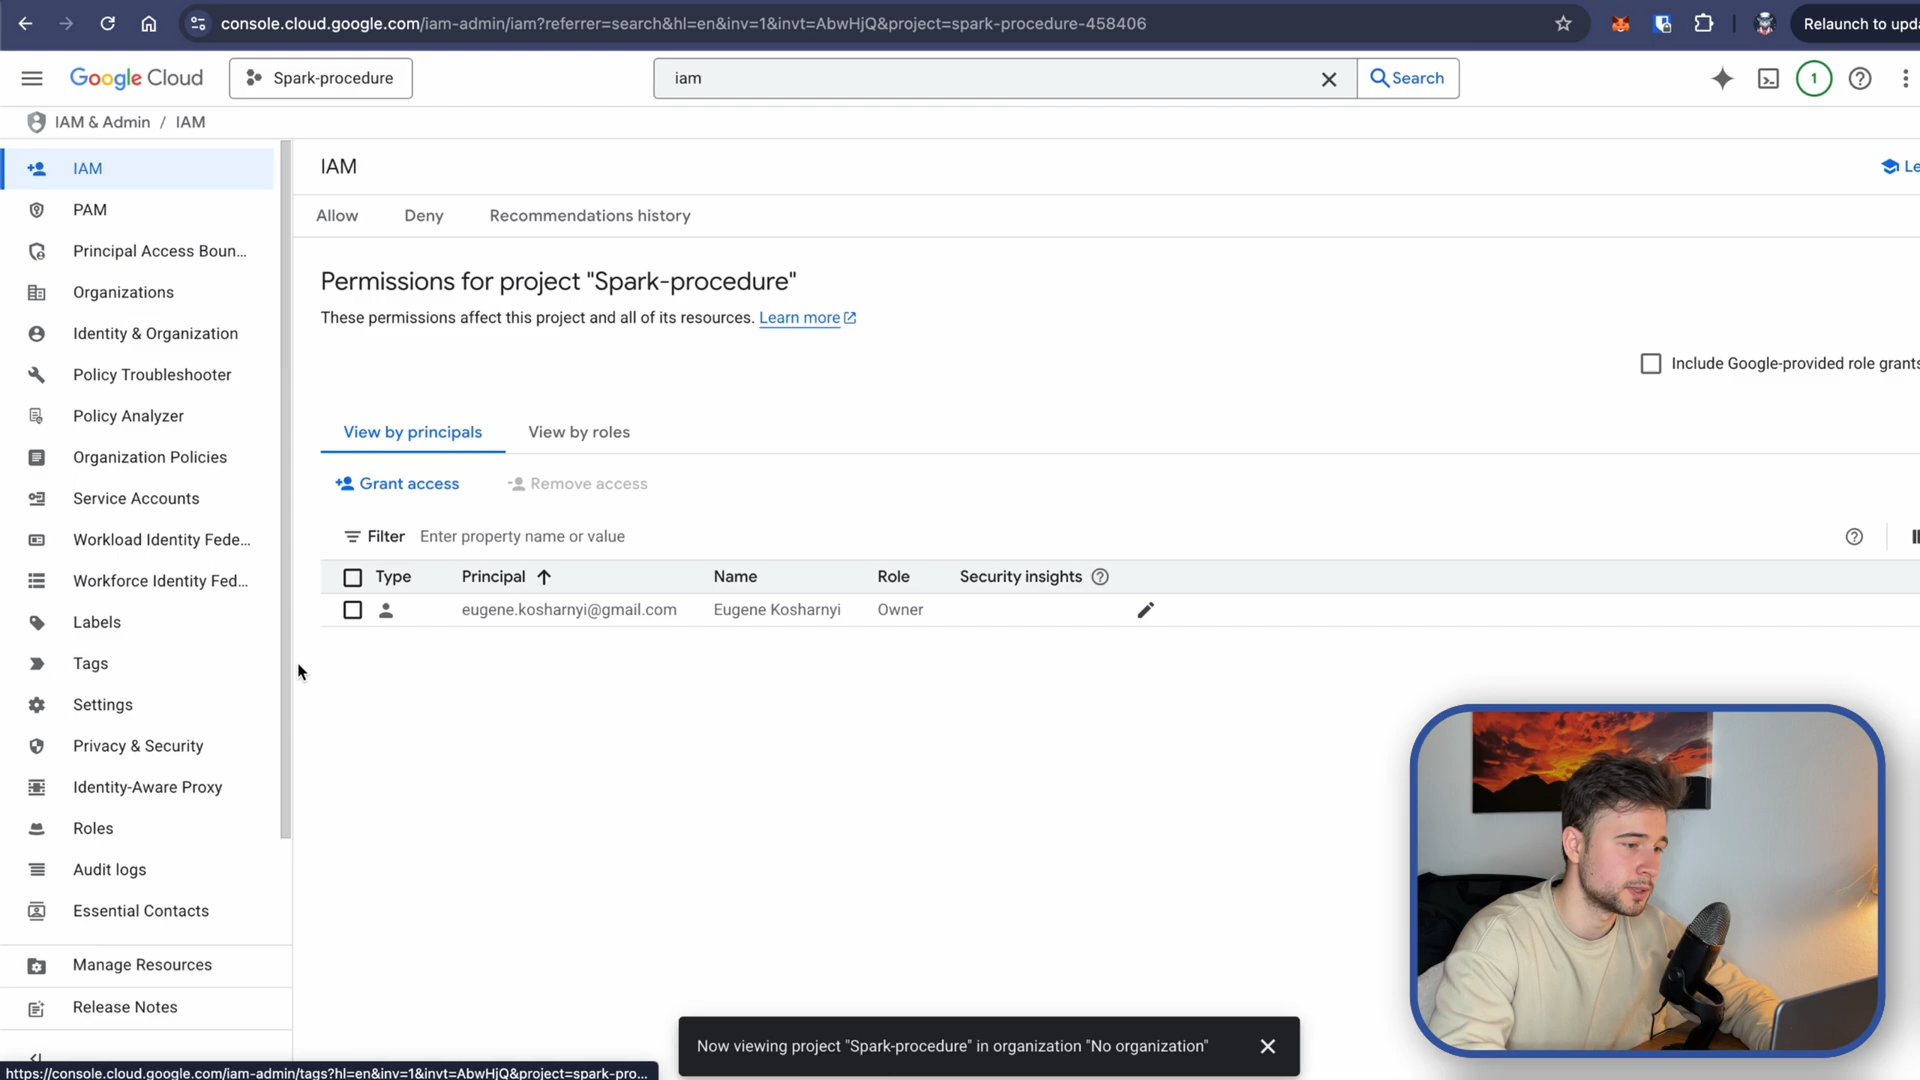 console.cloud.google.com/iam-admin/iam?referrer=search&hl=en&inv=1&invt=AbwHjQ&project=spark-procedure-458406
Relaunch to upda
Google Cloud
Spark-procedure
iam
Search
1
IAM & Admin / IAM
IAM
PAM
Principal Access Boun...
Organizations
Identity & Organization
Policy Troubleshooter
Policy Analyzer
Organization Policies
Service Accounts
Workload Identity Fede...
Workforce Identity Fed...
Labels
Tags
Settings
Privacy & Security
Identity-Aware Proxy
Roles
Audit logs
Essential Contacts
Manage Resources
Release Notes
IAM
Le
Allow Deny Recommendations history
Permissions for project "Spark-procedure"
These permissions affect this project and all of its resources. Learn more
Include Google-provided role grants
View by principals View by roles
Grant access Remove access
Filter Enter property name or value
Type Principal Name Role Security insights
eugene.kosharnyi@gmail.com Eugene Kosharnyi Owner
Now viewing project "Spark-procedure" in organization "No organization"
https://console.cloud.google.com/iam-admin/tags?hl=en&inv=1&invt=AbwHjQ&project=spark-pro...